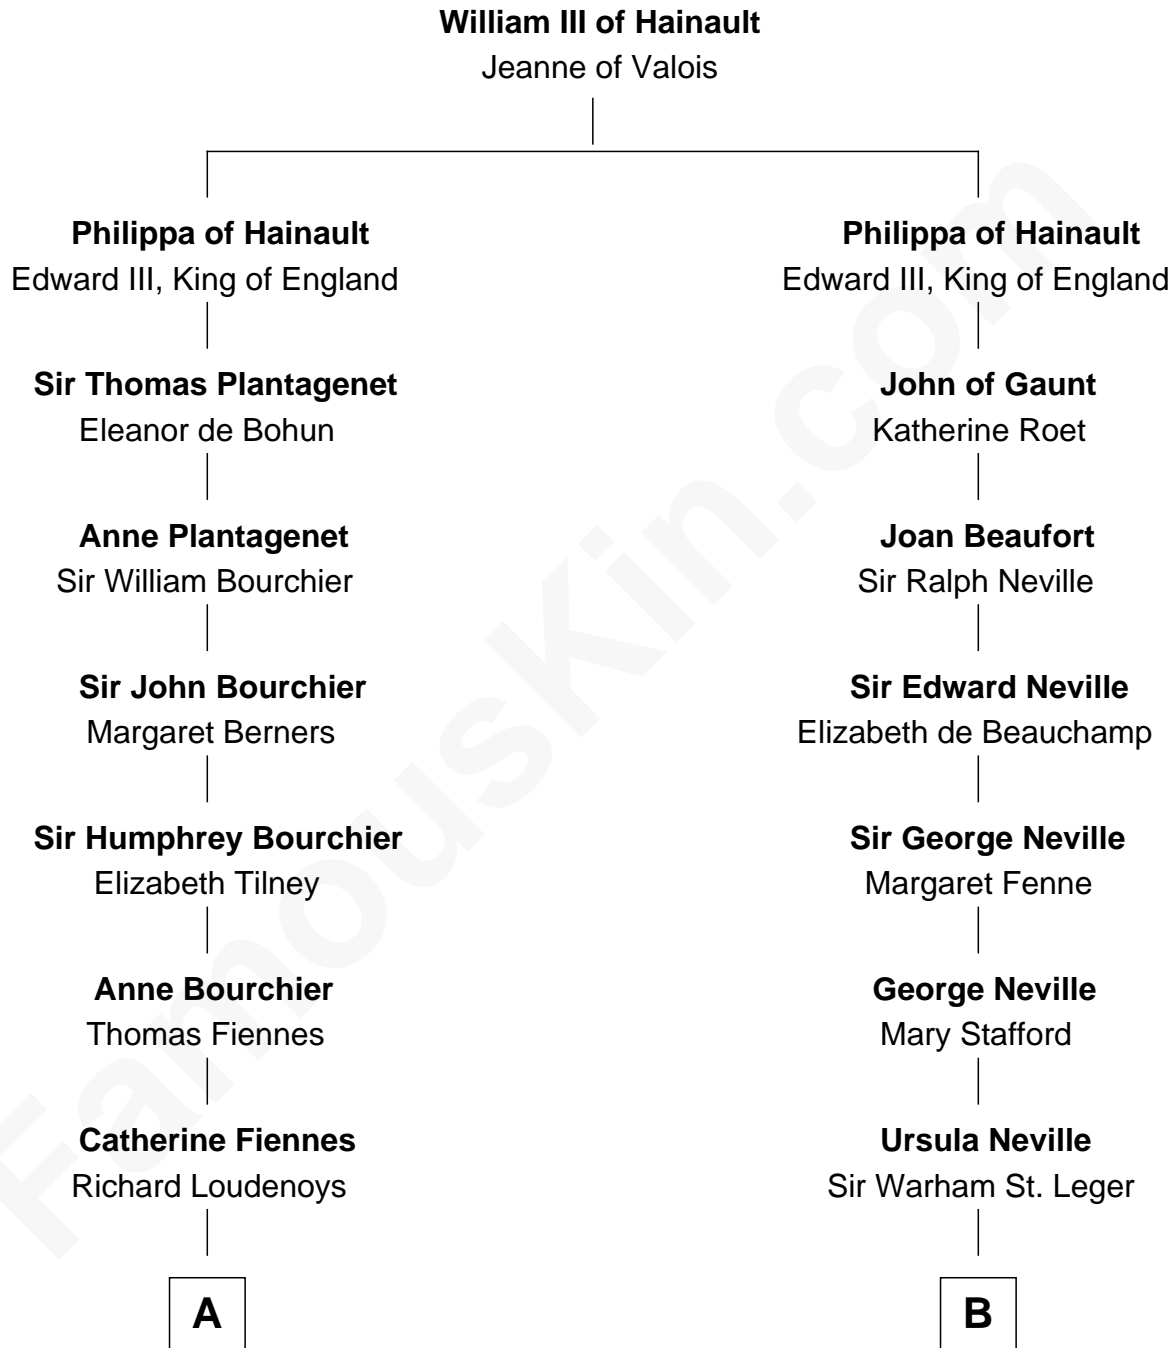 William III of Hainault
Jeanne of Valois
Philippa of Hainault
Edward III, King of England
Philippa of Hainault
Edward III, King of England
Sir Thomas Plantagenet
Eleanor de Bohun
John of Gaunt
Katherine Roet
Anne Plantagenet
Sir William Bourchier
Joan Beaufort
Sir Ralph Neville
Sir John Bourchier
Margaret Berners
Sir Edward Neville
Elizabeth de Beauchamp
Sir Humphrey Bourchier
Elizabeth Tilney
Sir George Neville
Margaret Fenne
Anne Bourchier
Thomas Fiennes
George Neville
Mary Stafford
Catherine Fiennes
Richard Loudenoys
Ursula Neville
Sir Warham St. Leger
A
B
FamousKin.com